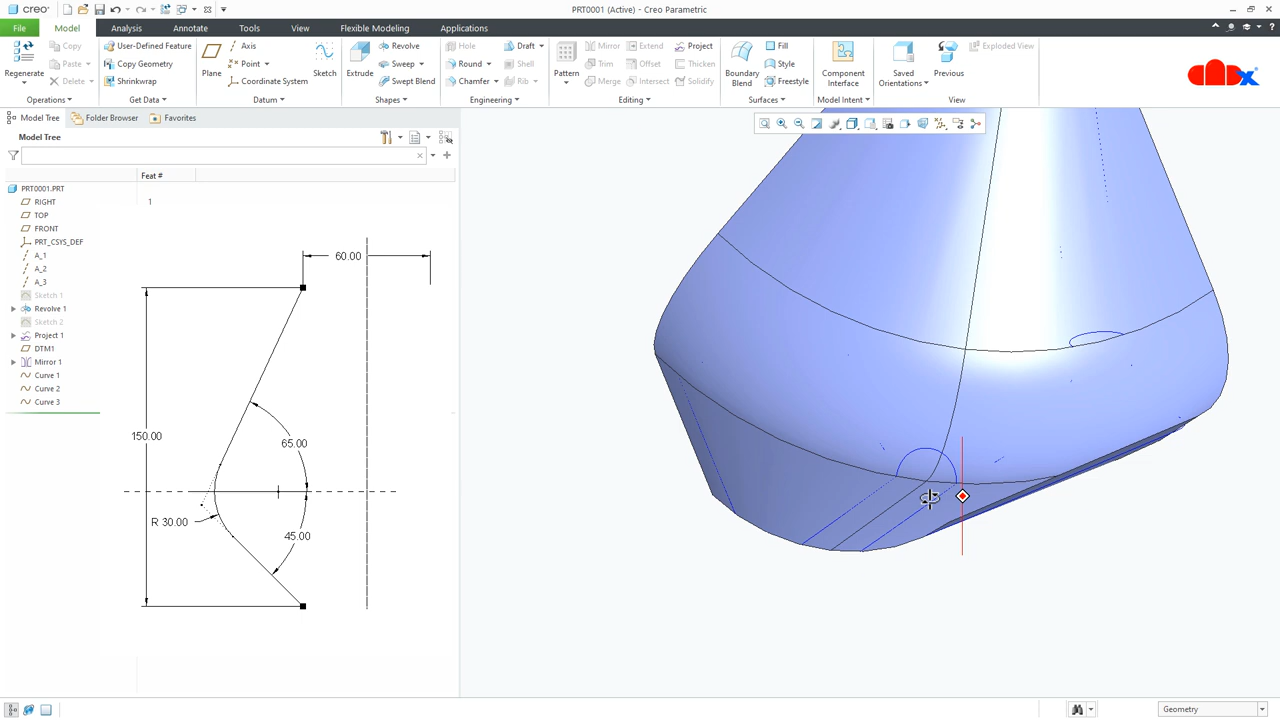 creo
PRT0001 (Active) - Creo Parametric
File Model Analysis Annotate Tools View Flexible Modeling Applications
Regenerate
Copy
Paste
Delete
Operations
User-Defined Feature
Copy Geometry
Shrinkwrap
Get Data
Plane
Axis
Point
Coordinate System
Sketch
Datum
Extrude
Revolve
Sweep
Swept Blend
Shapes
Hole
Round
Chamfer
Draft
Shell
Rib
Engineering
Pattern
Mirror
Trim
Merge
Extend
Offset
Intersect
Project
Thicken
Solidify
Editing
Boundary
Blend
Fill
Style
Freestyle
Surfaces
Component
Interface
Model Intent
Saved
Orientations
Previous
Exploded View
View
Model Tree Folder Browser Favorites
Model Tree
Feat #
PRT0001.PRT
RIGHT 1
TOP
FRONT
PRT_CSYS_DEF
A_1
A_2
A_3
Sketch 1
Revolve 1
Sketch 2
Project 1
DTM1
Mirror 1
Curve 1
Curve 2
Curve 3
60.00
150.00
65.00
R 30.00
45.00
Geometry